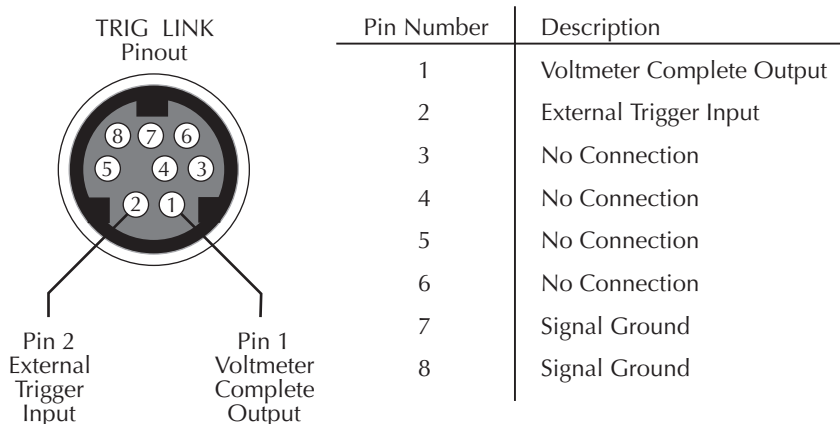 TRIG LINK
Pinout
8 7 6
5 4 3
2 1
Pin 2
External
Trigger
Input
Pin 1
Voltmeter
Complete
Output
Pin Number Description
1 Voltmeter Complete Output
2 External Trigger Input
3 No Connection
4 No Connection
5 No Connection
6 No Connection
7 Signal Ground
8 Signal Ground